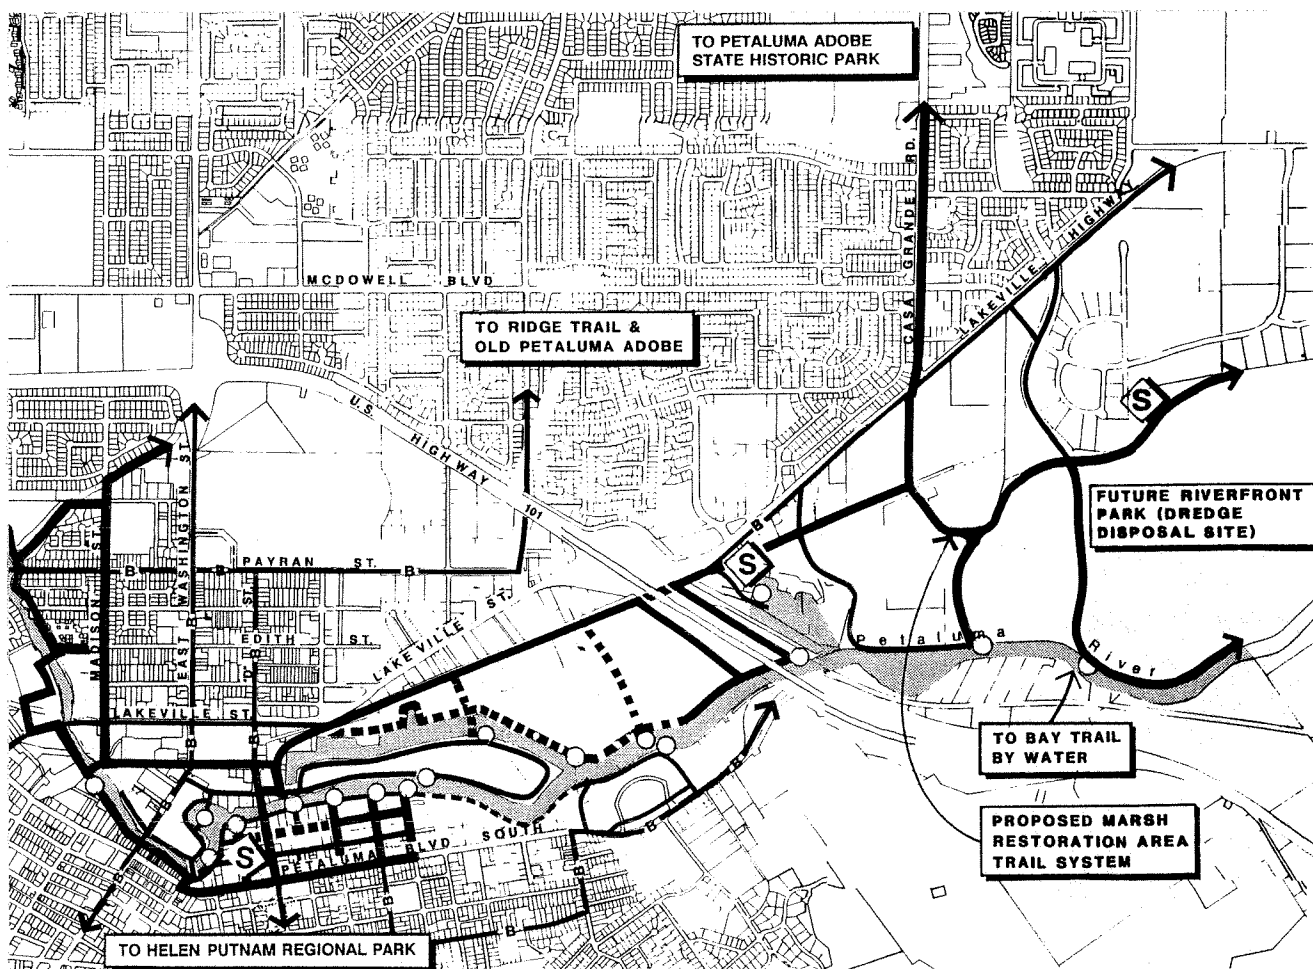 TO PETALUMA ADOBE
STATE HISTORIC PARK
CASA GRANDE RD.
LAKEVILLE HIGHWAY
MCDOWELL BLVD
TO RIDGE TRAIL &
OLD PETALUMA ADOBE
U.S. HIGHWAY 101
S
FUTURE RIVERFRONT
PARK (DREDGE
DISPOSAL SITE)
MADISON ST.
EAST WASHINGTON ST.
B
B
PAYRAN ST.
B
B
S
B
D ST.
EDITH ST.
B
LAKEVILLE ST.
Petaluma River
LAKEVILLE ST.
B
B
TO BAY TRAIL
BY WATER
B
B
PROPOSED MARSH
RESTORATION AREA
TRAIL SYSTEM
S
PETALUMA BLVD SOUTH
B
B
B
B
B
TO HELEN PUTNAM REGIONAL PARK